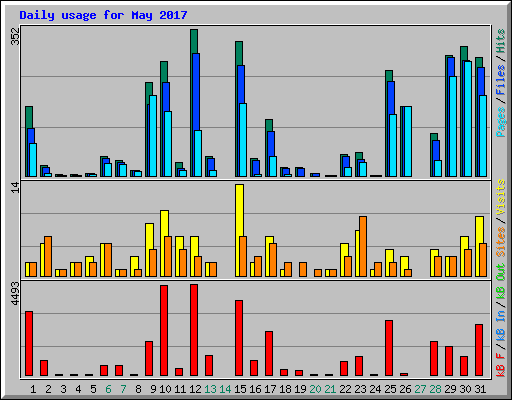 Daily usage for May 2017
352
Pages / Files / Hits
14
kB F / kB In / kB Out Sites / Visits
4493
1 2 3 4 5 6 7 8 9 10 11 12 13 14 15 16 17 18 19 20 21 22 23 24 25 26 27 28 29 30 31